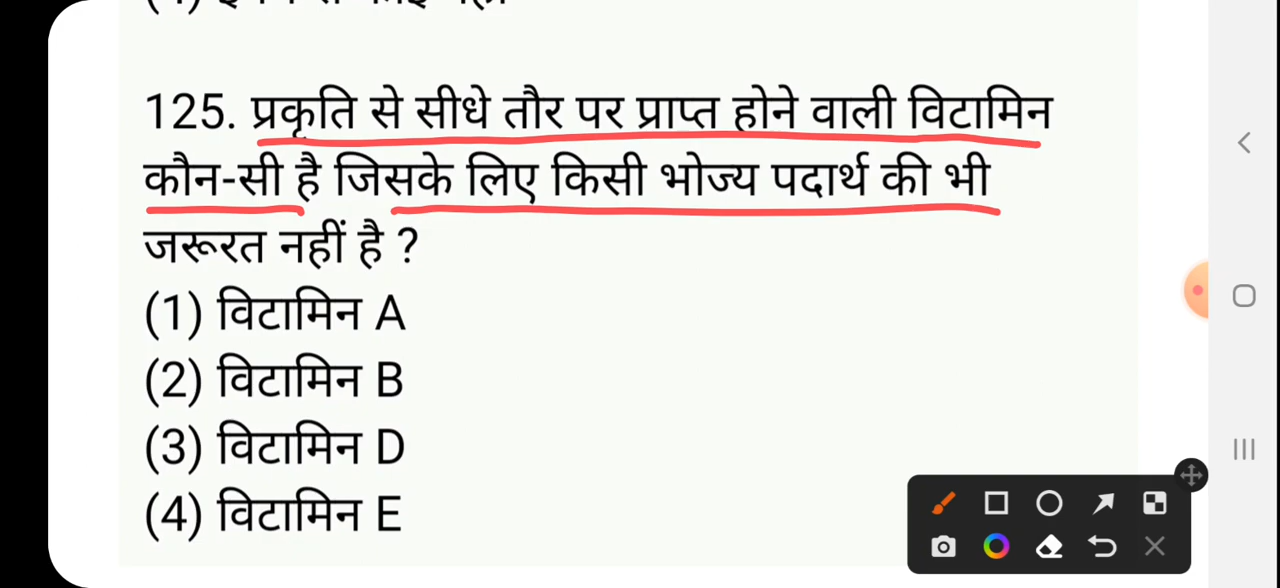 125. प्रकृति से सीधे तौर पर प्राप्त होने वाली विटामिन
कौन-सी है जिसके लिए किसी भोज्य पदार्थ की भी
जरूरत नहीं है ?
(1) विटामिन A
(2) विटामिन B
(3) विटामिन D
(4) विटामिन E